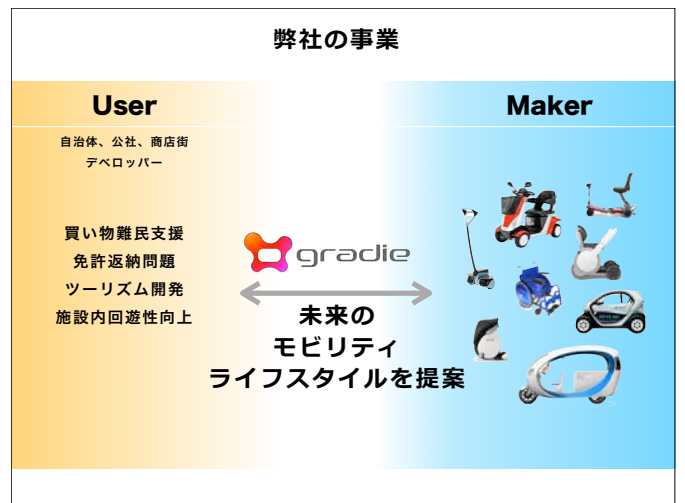 弊社の事業
User
自治体、公社、商店街
デベロッパー
買い物難民支援
免許返納問題
ツーリズム開発
施設内回遊性向上
gradie
未来の
モビリティ
ライフスタイルを提案
Maker